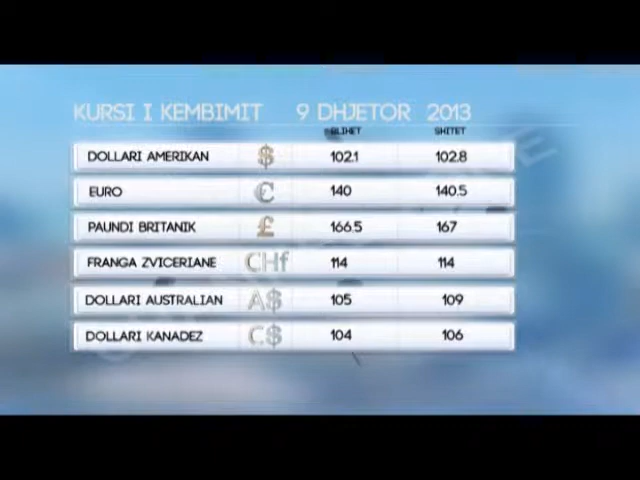 KURSI I KEMBIMIT 9 DHJETOR 2013
BLIHET SHITET
DOLLARI AMERIKAN $ 102.1 102.8
EURO € 140 140.5
PAUNDI BRITANIK £ 166.5 167
FRANGA ZVICERIANE CHf 114 114
DOLLARI AUSTRALIAN A$ 105 109
DOLLARI KANADEZ C$ 104 106